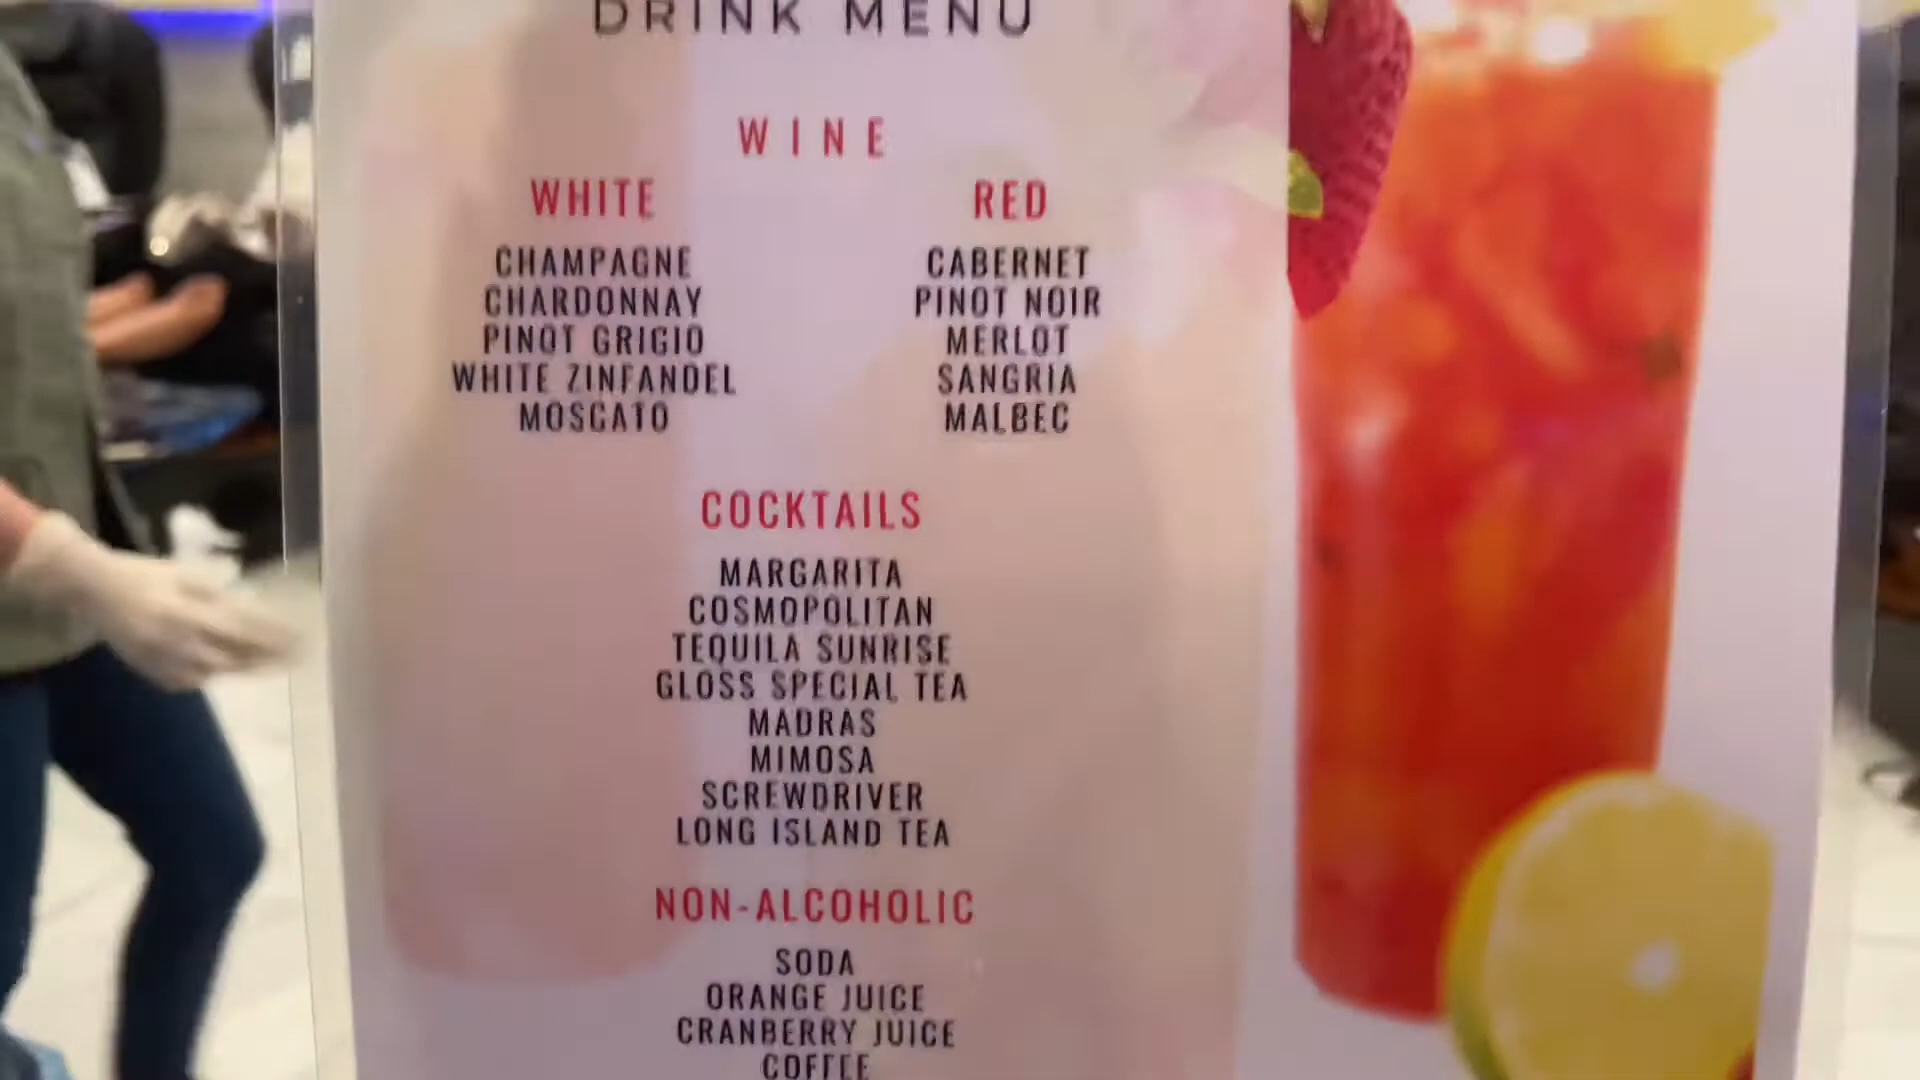 DRINK MENU
WINE
WHITE
CHAMPAGNE
CHARDONNAY
PINOT GRIGIO
WHITE ZINFANDEL
MOSCATO
RED
CABERNET
PINOT NOIR
MERLOT
SANGRIA
MALBEC
COCKTAILS
MARGARITA
COSMOPOLITAN
TEQUILA SUNRISE
GLOSS SPECIAL TEA
MADRAS
MIMOSA
SCREWDRIVER
LONG ISLAND TEA
NON-ALCOHOLIC
SODA
ORANGE JUICE
CRANBERRY JUICE
COFFEE